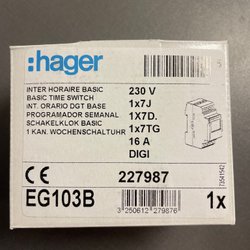 :hager
INTER HORAIRE BASIC
BASIC TIME SWITCH
INT. ORARIO DGT BASE
PROGRAMADOR SEMANAL
SCHAKELKLOK BASIC
1 KAN. WOCHENSCHALTUHR
230 V
1x7J
1X7D.
1x7TG
16 A
DIGI
CE
227987
EG103B
3 250612 279876
1x